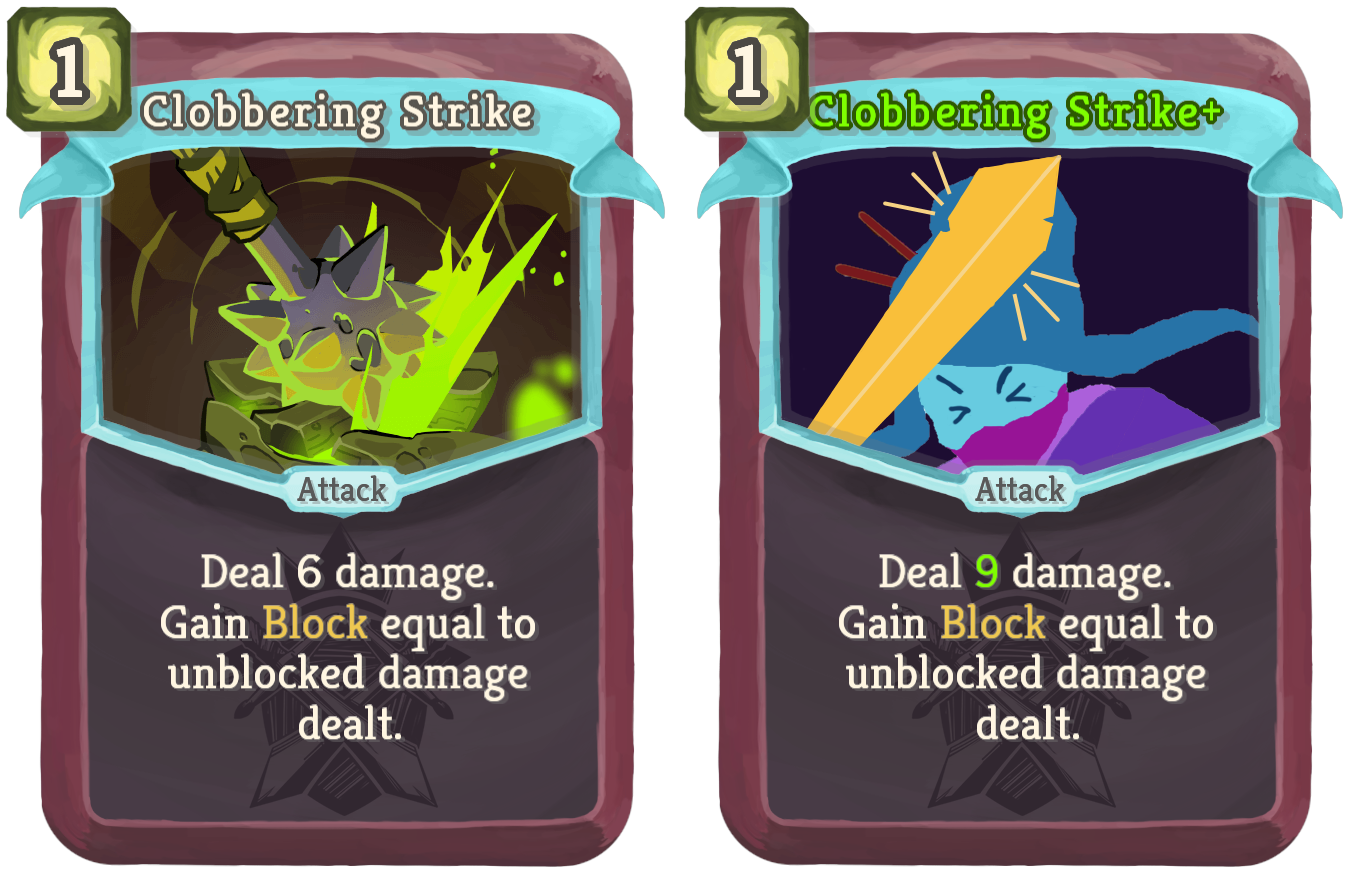 1
Clobbering Strike
Attack
Deal 6 damage.
Gain Block equal to
unblocked damage
dealt.
1
Clobbering Strike+
Attack
Deal 9 damage.
Gain Block equal to
unblocked damage
dealt.